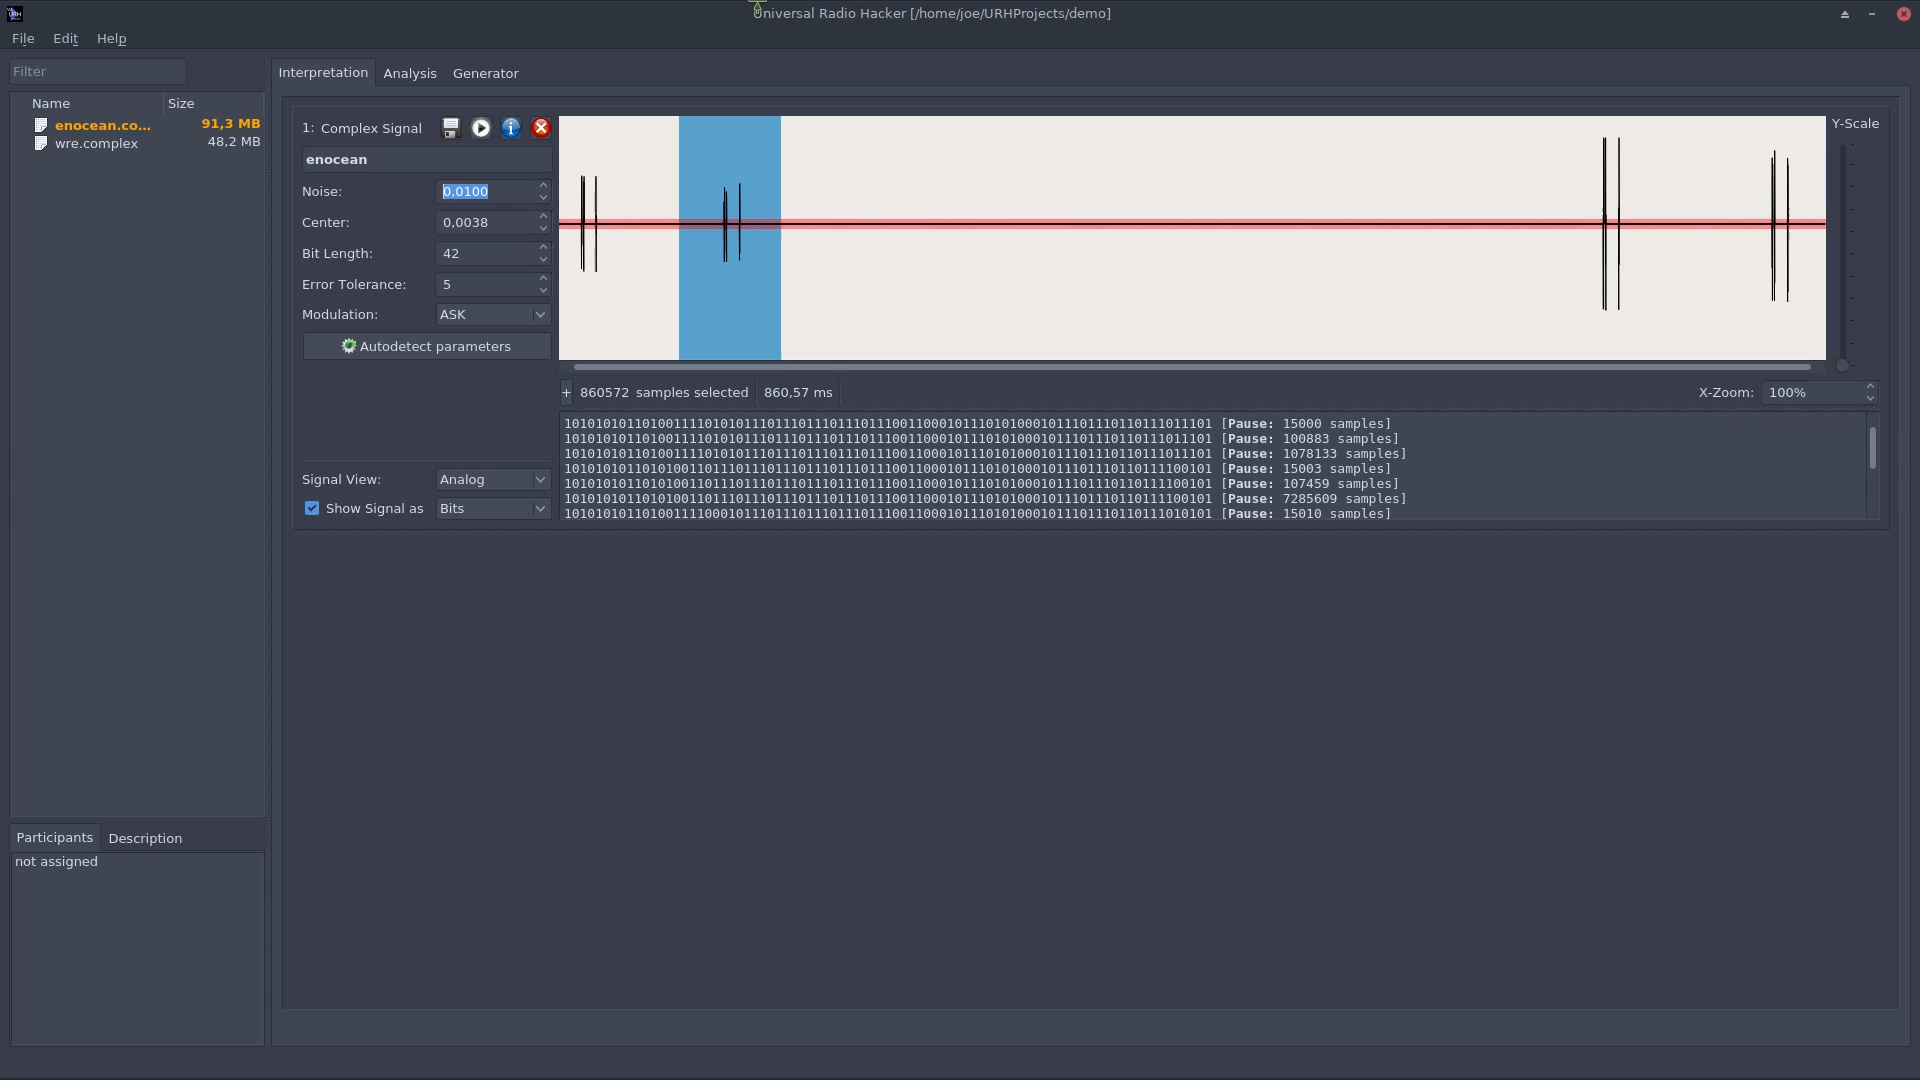 Universal Radio Hacker [/home/joe/URHProjects/demo]
File Edit Help
Filter
Name Size
enocean.co... 91,3 MB
wre.complex 48,2 MB
Participants Description
not assigned
Interpretation Analysis Generator
1: Complex Signal
enocean
Noise: 0,0100
Center: 0,0038
Bit Length: 42
Error Tolerance: 5
Modulation: ASK
Autodetect parameters
Signal View: Analog
Show Signal as Bits
Y-Scale
+ 860572 samples selected 860,57 ms
X-Zoom: 100%
10101010110100111101010111011101110111011100110001011101010001011101110110111011101 [Pause: 15000 samples]
10101010110100111101010111011101110111011100110001011101010001011101110110111011101 [Pause: 100883 samples]
10101010110100111101010111011101110111011100110001011101010001011101110110111011101 [Pause: 1078133 samples]
10101010110101001101110111011101110111011100110001011101010001011101110110111100101 [Pause: 15003 samples]
10101010110101001101110111011101110111011100110001011101010001011101110110111100101 [Pause: 107459 samples]
10101010110101001101110111011101110111011100110001011101010001011101110110111100101 [Pause: 7285609 samples]
10101010110100111100010111011101110111011100110001011101010001011101110110111010101 [Pause: 15010 samples]